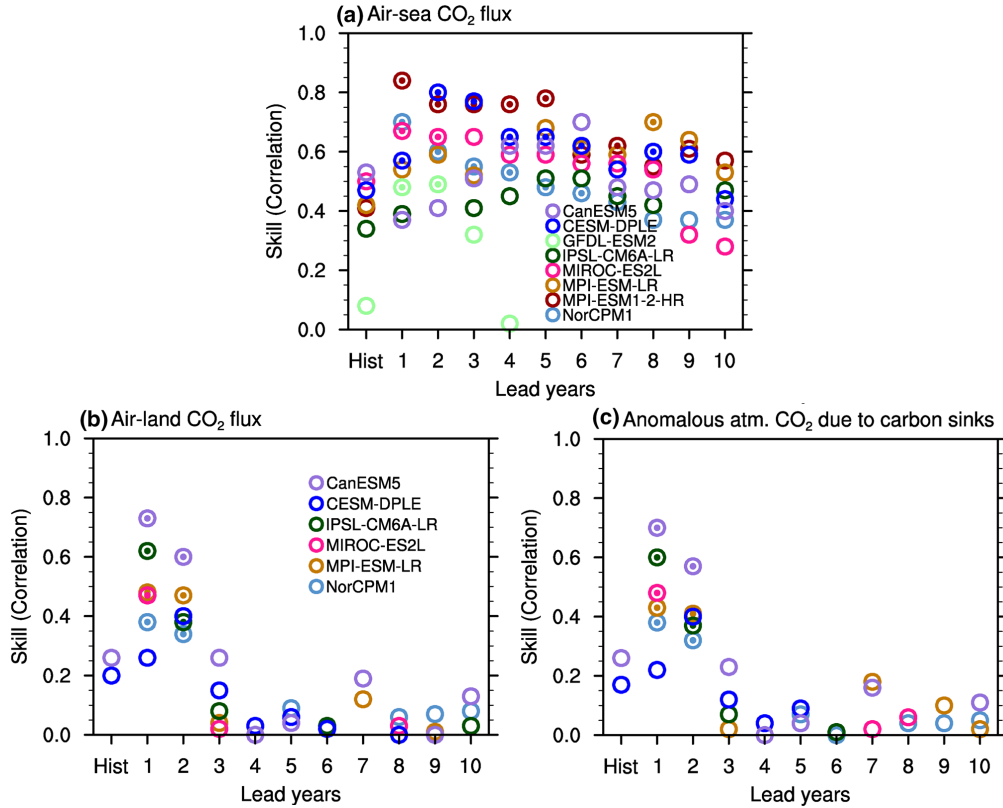 (a) Air-sea CO₂ flux
1.0
0.8
0.6
0.4
0.2
0.0
Skill (Correlation)
CanESM5
CESM-DPLE
GFDL-ESM2
IPSL-CM6A-LR
MIROC-ES2L
MPI-ESM-LR
MPI-ESM1-2-HR
NorCPM1
Hist 1 2 3 4 5 6 7 8 9 10
Lead years
(b) Air-land CO₂ flux
1.0
0.8
0.6
0.4
0.2
0.0
Skill (Correlation)
CanESM5
CESM-DPLE
IPSL-CM6A-LR
MIROC-ES2L
MPI-ESM-LR
NorCPM1
Hist 1 2 3 4 5 6 7 8 9 10
Lead years
(c) Anomalous atm. CO₂ due to carbon sinks
1.0
0.8
0.6
0.4
0.2
0.0
Skill (Correlation)
Hist 1 2 3 4 5 6 7 8 9 10
Lead years